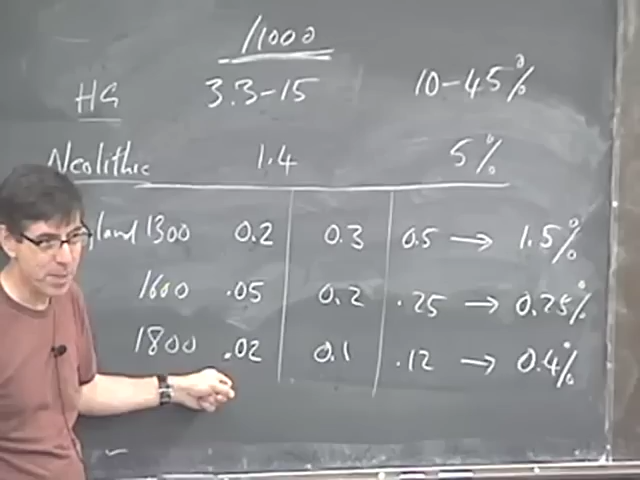 /1000
HG 3.3-15 10-45%
Neolithic 1.4 5%
gland 1300 0.2 0.3 0.5 → 1.5%
1600 .05 0.2 .25 → 0.75%
1800 .02 0.1 .12 → 0.4%